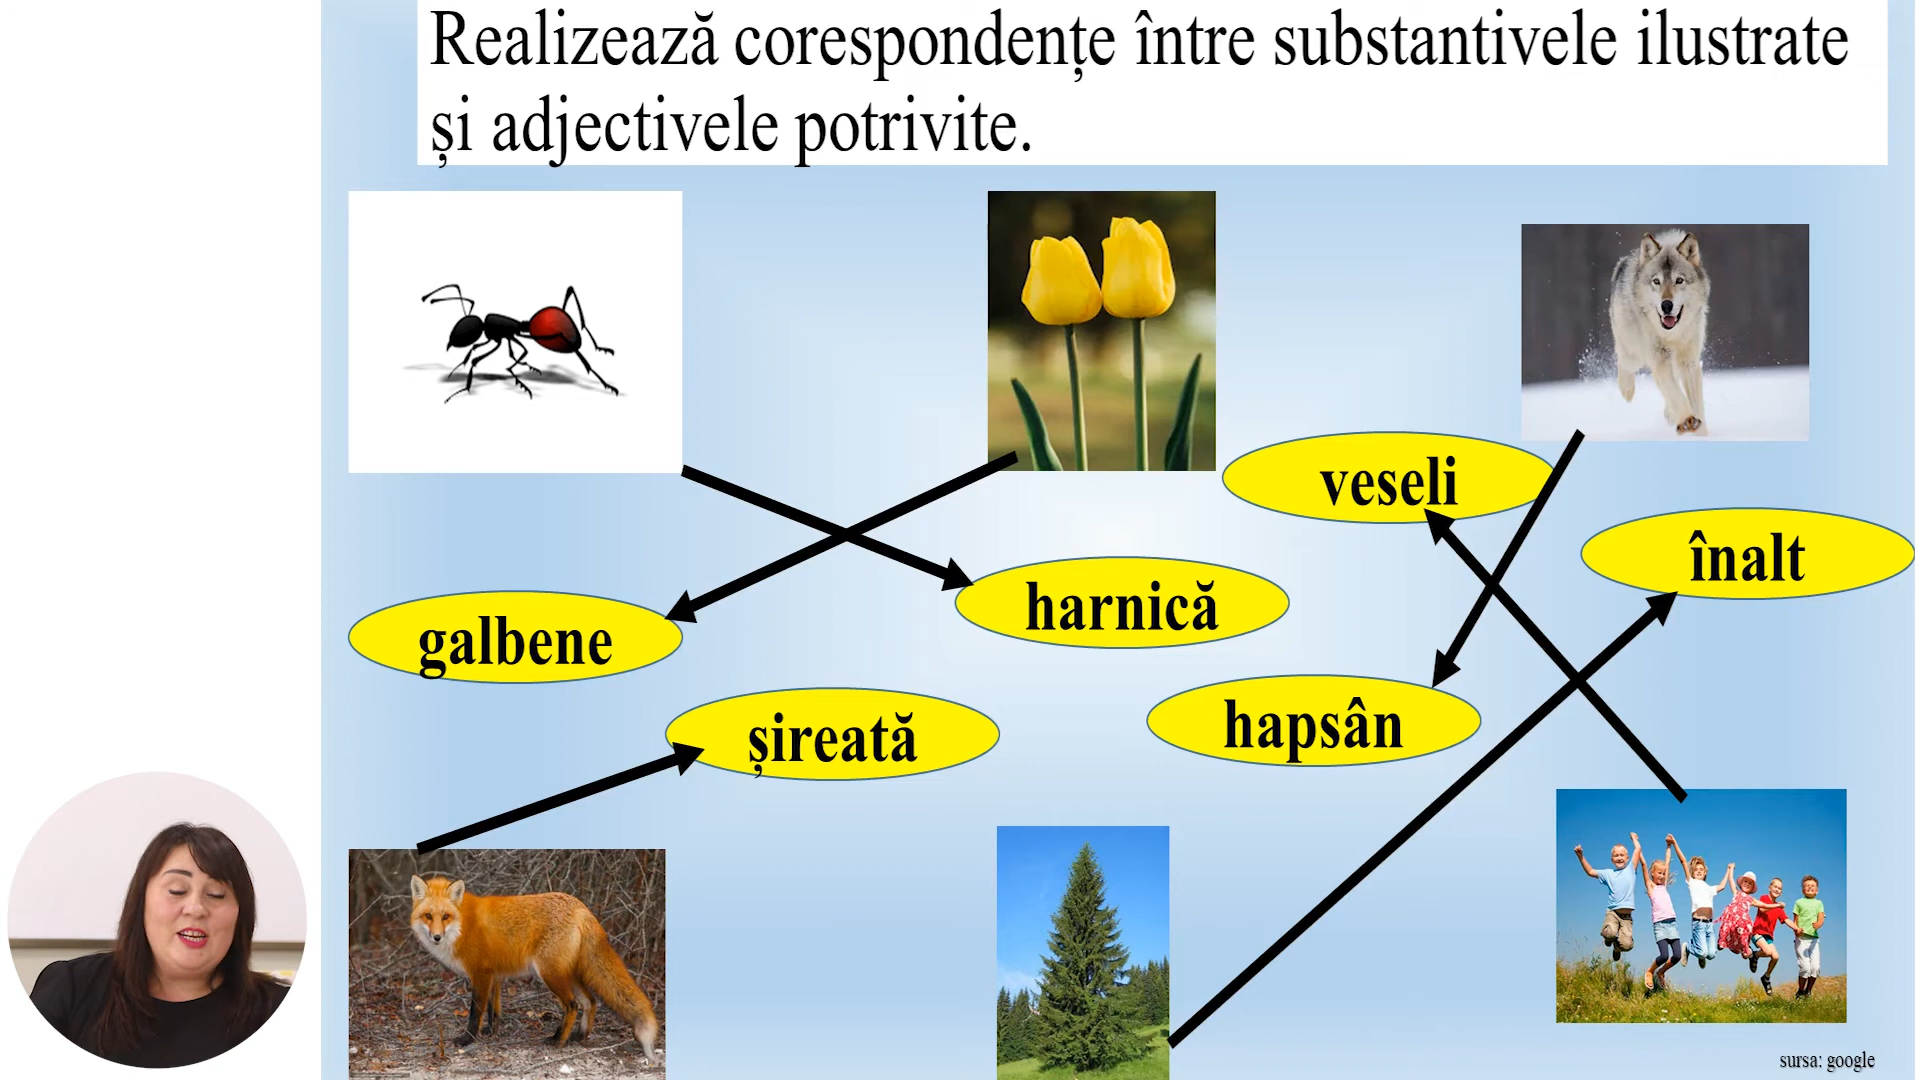 Realizează corespondențe între substantivele ilustrate
și adjectivele potrivite.
veseli
înalt
harnică
galbene
șireată
hapsân
sursa: google